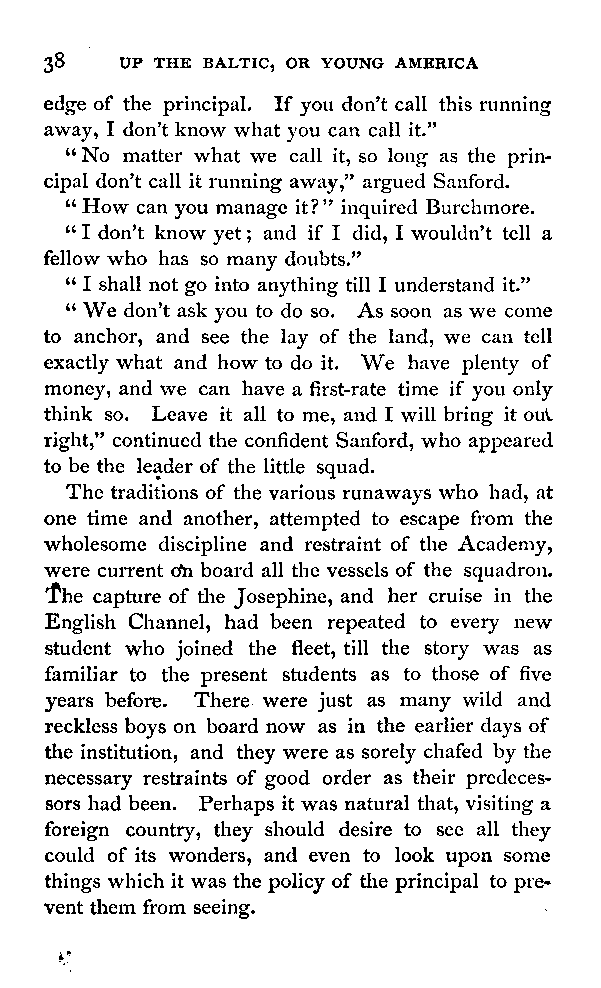 38 UP THE BALTIC, OR YOUNG AMERICA
edge of the principal. If you don't call this running
away, I don't know what you can call it."
"No matter what we call it, so long as the prin-
cipal don't call it running away," argued Sanford.
"How can you manage it?" inquired Burchmore.
"I don't know yet; and if I did, I wouldn't tell a
fellow who has so many doubts."
"I shall not go into anything till I understand it."
"We don't ask you to do so. As soon as we come
to anchor, and see the lay of the land, we can tell
exactly what and how to do it. We have plenty of
money, and we can have a first-rate time if you only
think so. Leave it all to me, and I will bring it out
right," continued the confident Sanford, who appeared
to be the leader of the little squad.
The traditions of the various runaways who had, at
one time and another, attempted to escape from the
wholesome discipline and restraint of the Academy,
were current on board all the vessels of the squadron.
The capture of the Josephine, and her cruise in the
English Channel, had been repeated to every new
student who joined the fleet, till the story was as
familiar to the present students as to those of five
years before. There were just as many wild and
reckless boys on board now as in the earlier days of
the institution, and they were as sorely chafed by the
necessary restraints of good order as their predeces-
sors had been. Perhaps it was natural that, visiting a
foreign country, they should desire to see all they
could of its wonders, and even to look upon some
things which it was the policy of the principal to pre-
vent them from seeing.